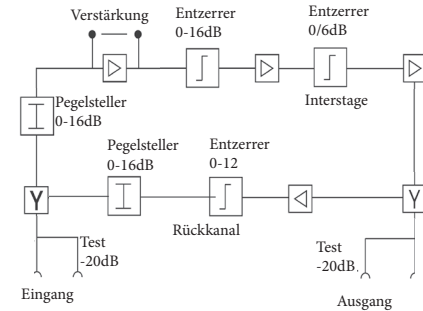 Verstärkung
Entzerrer
0-16dB
Entzerrer
0/6dB
Interstage
Pegelsteller
0-16dB
Pegelsteller
0-16dB
Entzerrer
0-12
Y
Y
Rückkanal
Test
-20dB
Test
-20dB.
Eingang
Ausgang